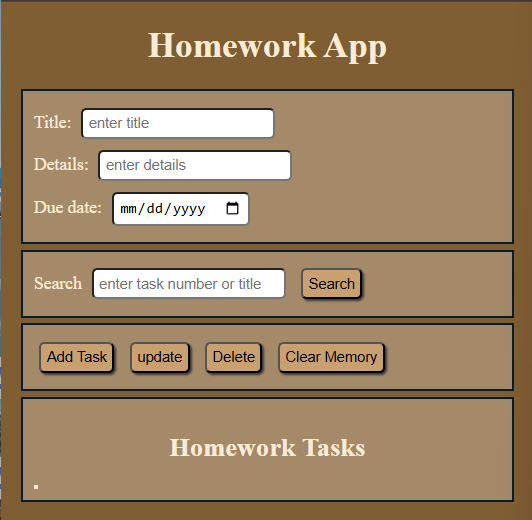 Homework App
Title: enter title
Details: enter details
Due date: mm/dd/yyyy
Search enter task number or title Search
Add Task update Delete Clear Memory
Homework Tasks